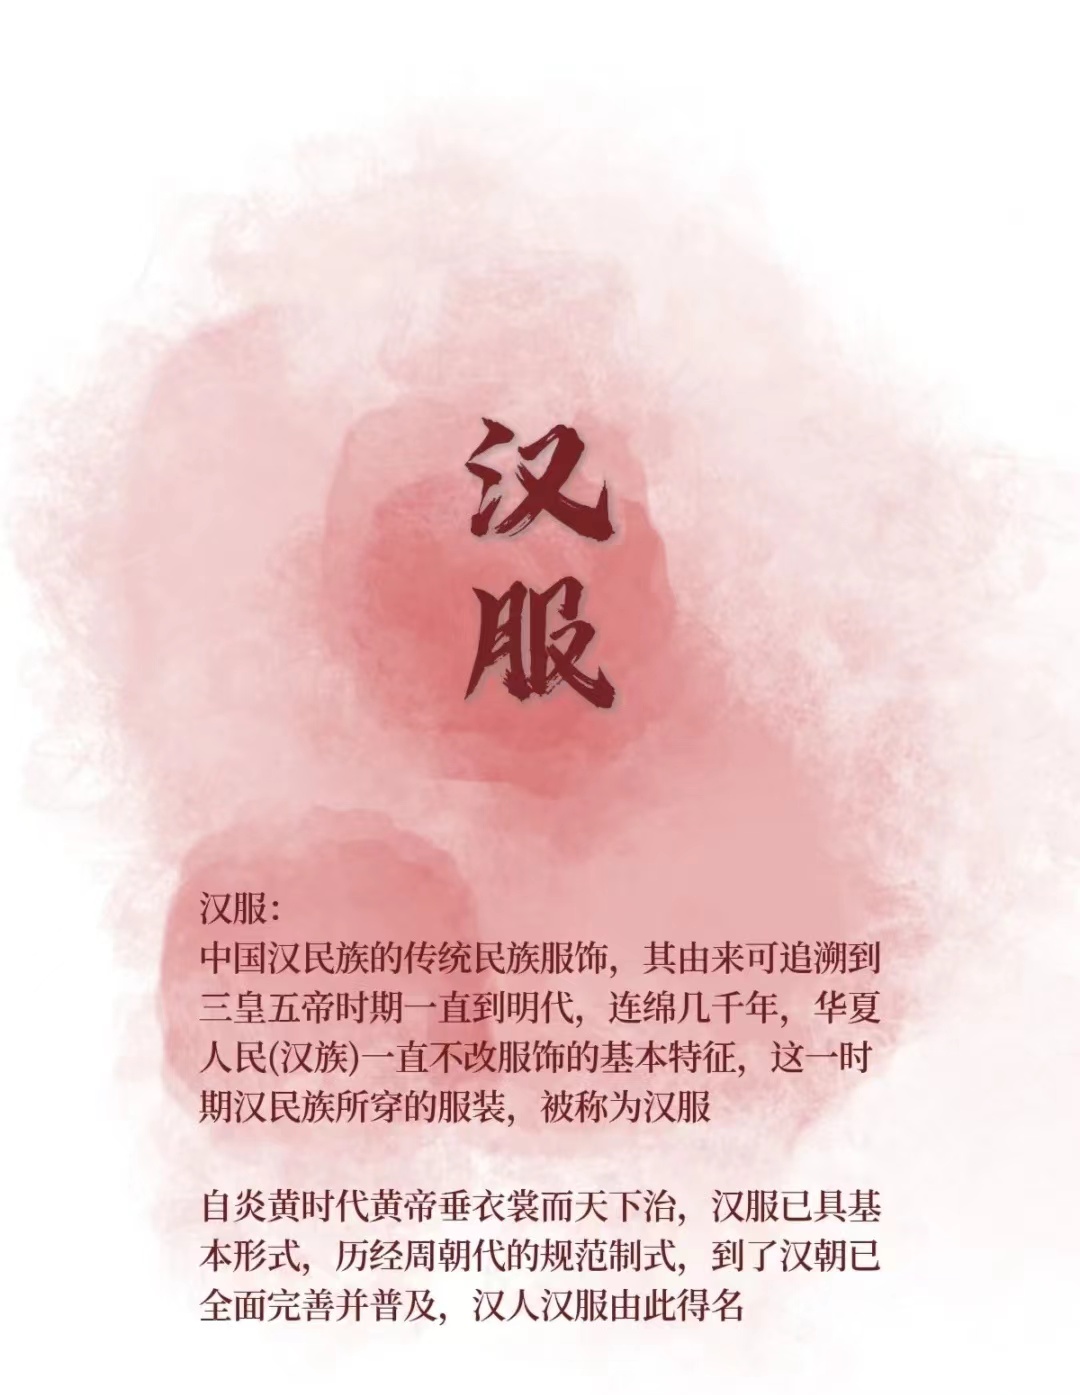 汉
服
汉服：
中国汉民族的传统民族服饰，其由来可追溯到
三皇五帝时期一直到明代，连绵几千年，华夏
人民(汉族)一直不改服饰的基本特征，这一时
期汉民族所穿的服装，被称为汉服
自炎黄时代黄帝垂衣裳而天下治，汉服已具基
本形式，历经周朝代的规范制式，到了汉朝已
全面完善并普及，汉人汉服由此得名